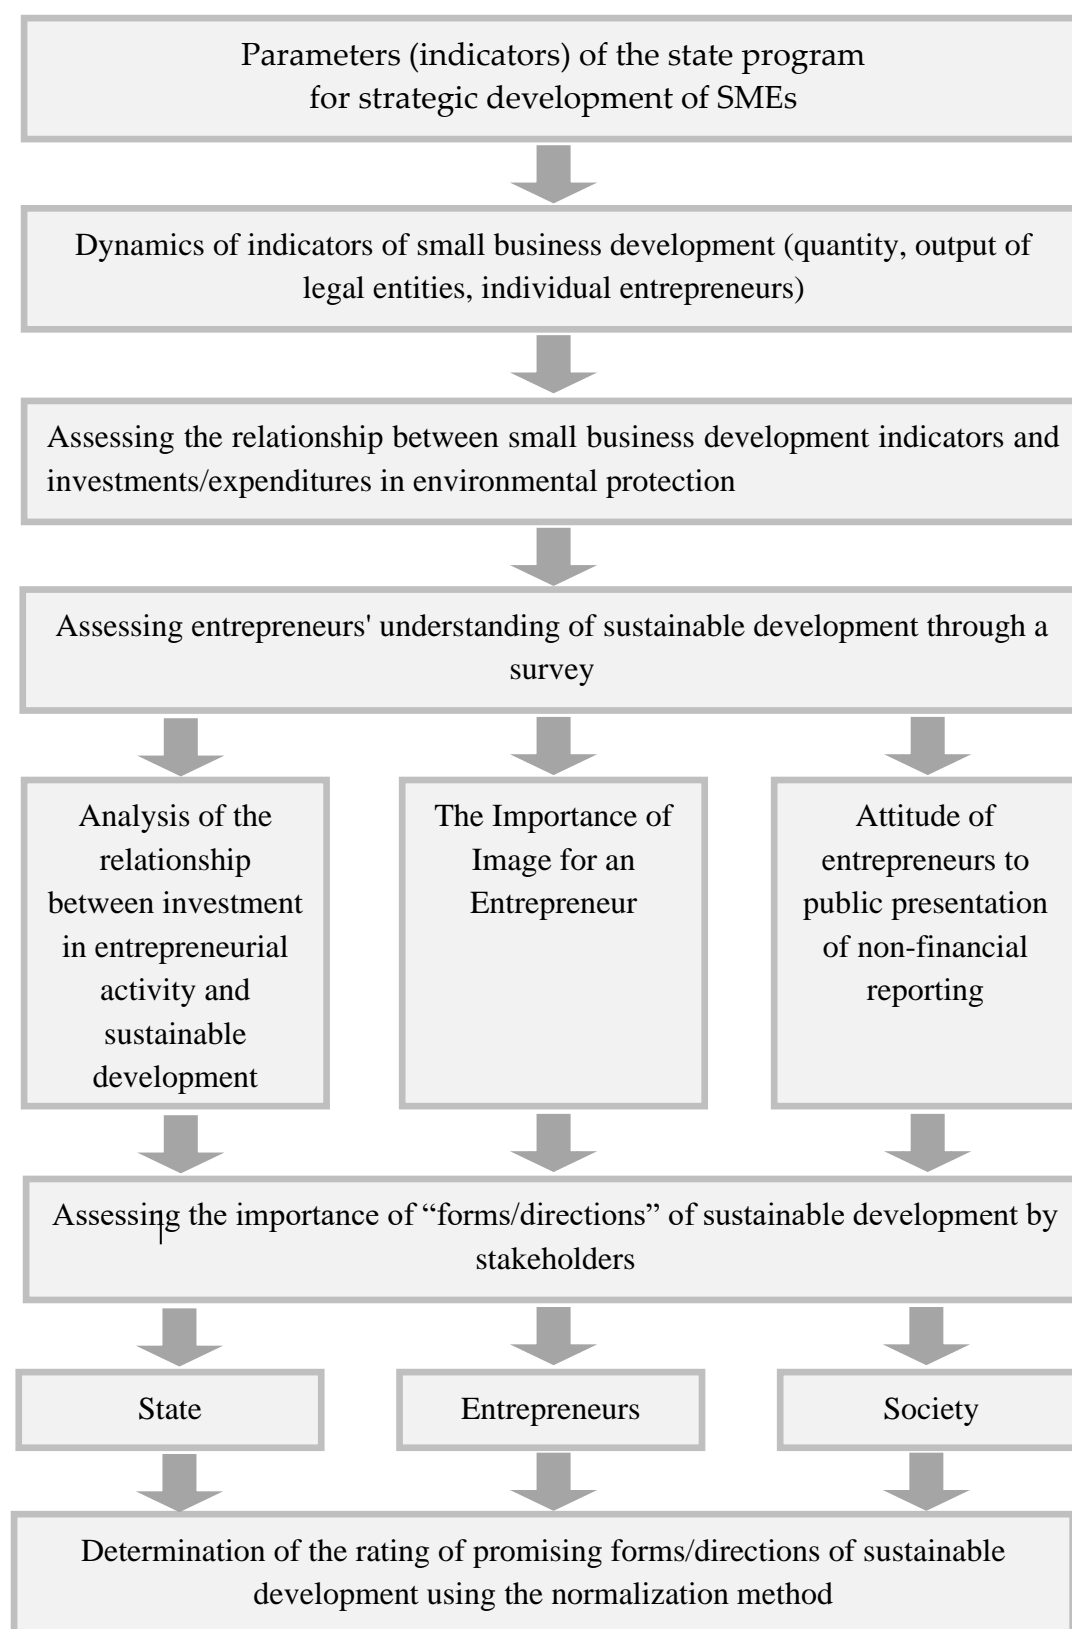 Parameters (indicators) of the state program
for strategic development of SMEs
Dynamics of indicators of small business development (quantity, output of
legal entities, individual entrepreneurs)
Assessing the relationship between small business development indicators and
investments/expenditures in environmental protection
Assessing entrepreneurs' understanding of sustainable development through a
survey
Analysis of the
relationship
between investment
in entrepreneurial
activity and
sustainable
development
The Importance of
Image for an
Entrepreneur
Attitude of
entrepreneurs to
public presentation
of non-financial
reporting
Assessing the importance of “forms/directions” of sustainable development by
stakeholders
State
Entrepreneurs
Society
Determination of the rating of promising forms/directions of sustainable
development using the normalization method